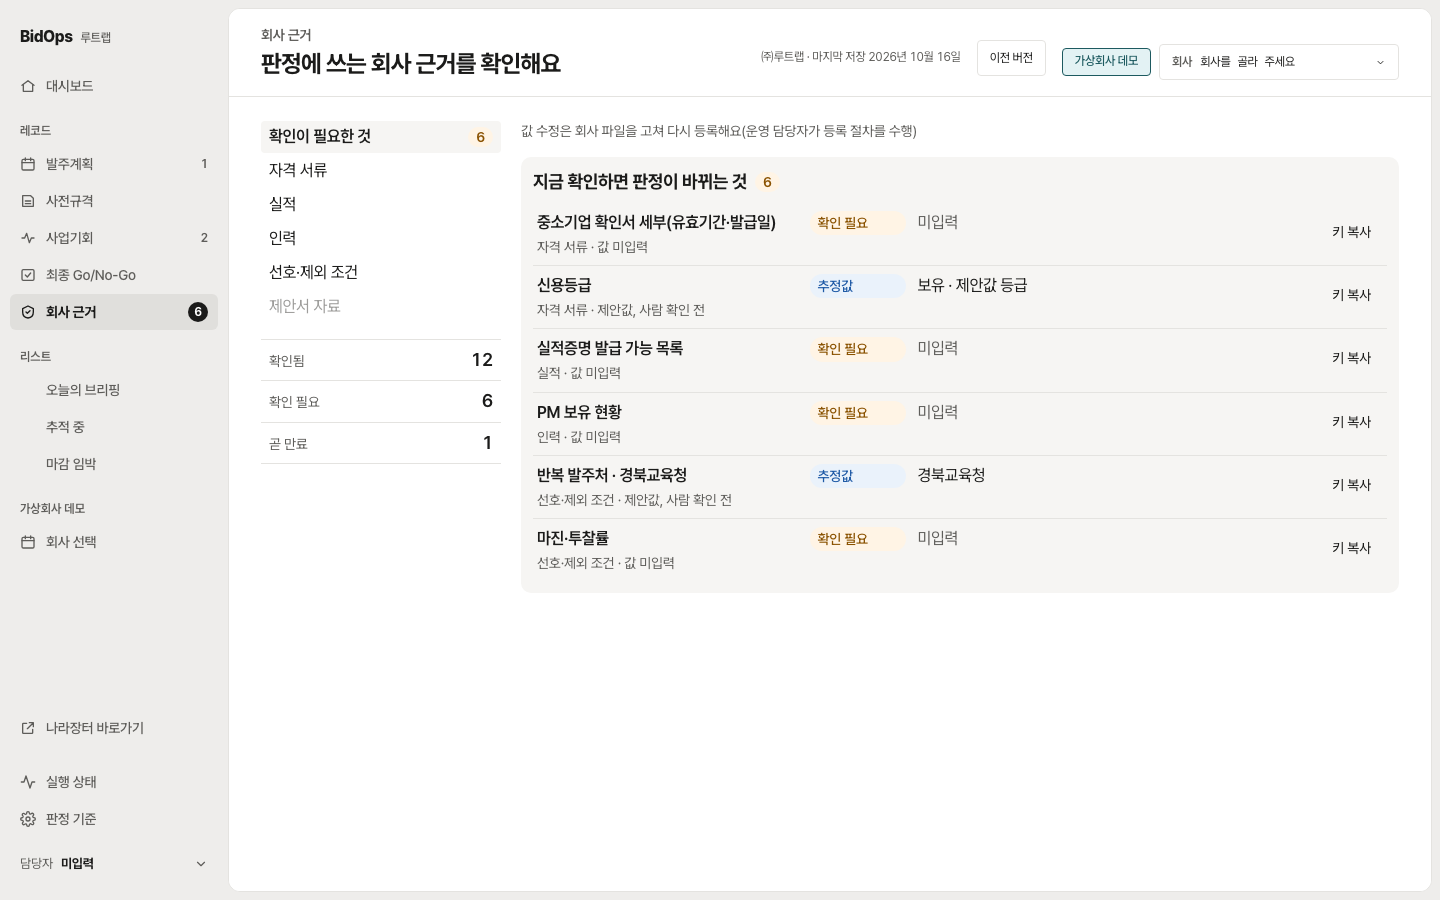 BidOps 루트랩
대시보드
레코드
발주계획 1
사전규격
사업기회 2
최종 Go/No-Go
회사 근거 6
리스트
오늘의 브리핑
추적 중
마감 임박
가상회사 데모
회사 선택
나라장터 바로가기
실행 상태
판정 기준
담당자 미입력
회사 근거
판정에 쓰는 회사 근거를 확인해요
㈜루트랩 · 마지막 저장 2026년 10월 16일
이전 버전
가상회사 데모
회사 회사를 골라 주세요
확인이 필요한 것 6
자격 서류
실적
인력
선호·제외 조건
제안서 자료
확인됨 12
확인 필요 6
곧 만료 1
값 수정은 회사 파일을 고쳐 다시 등록해요(운영 담당자가 등록 절차를 수행)
지금 확인하면 판정이 바뀌는 것 6
중소기업 확인서 세부(유효기간·발급일) 확인 필요 미입력
자격 서류 · 값 미입력
키 복사
신용등급 추정값 보유 · 제안값 등급
자격 서류 · 제안값, 사람 확인 전
키 복사
실적증명 발급 가능 목록 확인 필요 미입력
실적 · 값 미입력
키 복사
PM 보유 현황 확인 필요 미입력
인력 · 값 미입력
키 복사
반복 발주처 · 경북교육청 추정값 경북교육청
선호·제외 조건 · 제안값, 사람 확인 전
키 복사
마진·투찰률 확인 필요 미입력
선호·제외 조건 · 값 미입력
키 복사